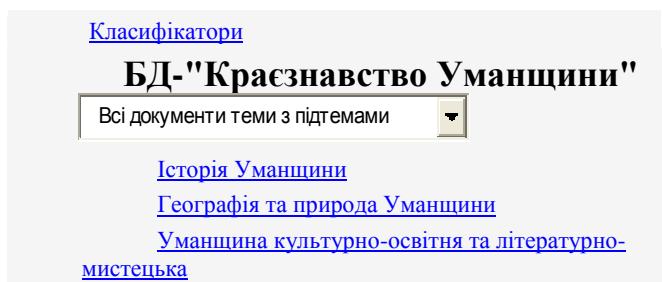 Класифікатори
БД-"Краєзнавство Уманщини"
Всі документи теми з підтемами
Історія Уманщини
Географія та природа Уманщини
Уманщина культурно-освітня та літературно-
мистецька